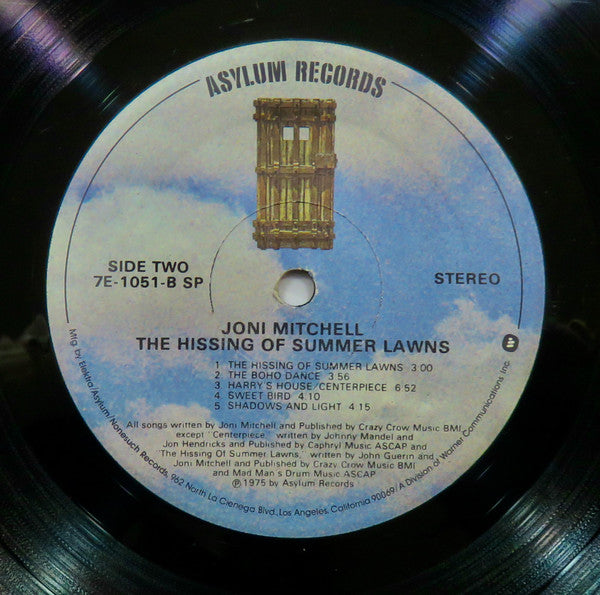 ASYLUM RECORDS
SIDE TWO
7E-1051-B SP
STEREO
JONI MITCHELL
THE HISSING OF SUMMER LAWNS
1 THE HISSING OF SUMMER LAWNS 3:00
2 THE BOHO DANCE 3:56
3 HARRY'S HOUSE/CENTERPIECE 6:52
4 SWEET BIRD 4:10
5 SHADOWS AND LIGHT 4:15
All songs written by Joni Mitchell and Published by Crazy Crow Music BMI
except "Centerpiece," written by Johnny Mandel and
Jon Hendricks and Published by Caphryl Music ASCAP and
"The Hissing Of Summer Lawns," written by John Guerin and
Joni Mitchell and Published by Crazy Crow Music BMI
and Mad Man's Drum Music ASCAP
℗ 1975 by Asylum Records
Mfg. by Elektra/Asylum/Nonesuch Records, 962 North La Cienega Blvd., Los Angeles, California 90069/A Division of Warner Communications Inc.